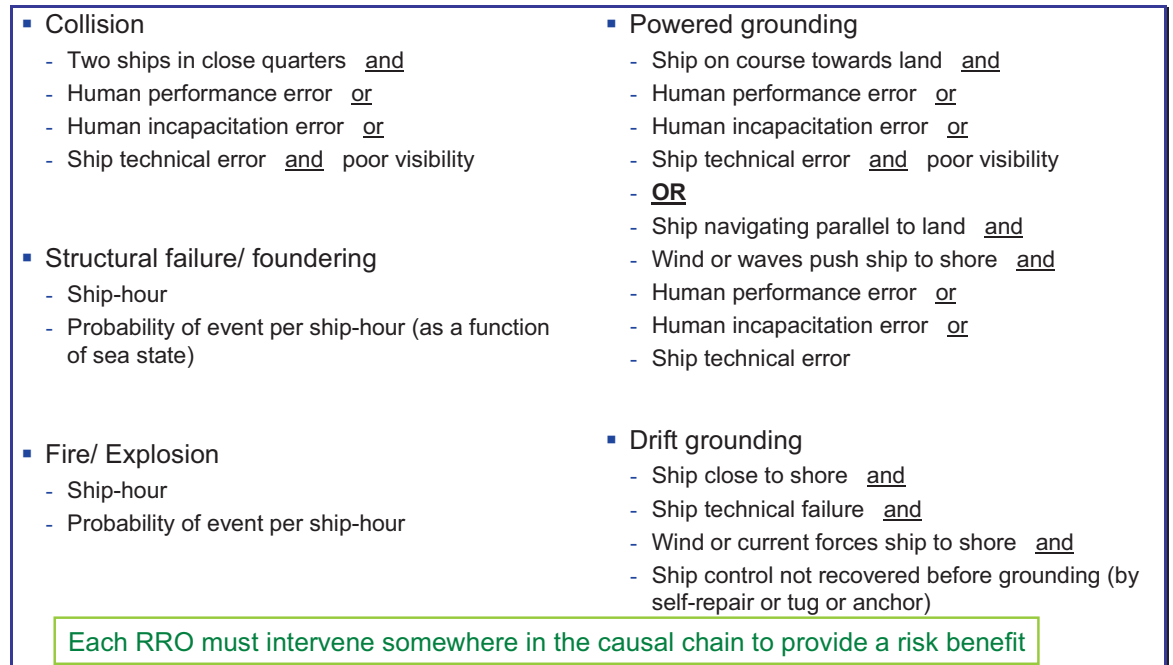 ▪ Collision
- Two ships in close quarters and
- Human performance error or
- Human incapacitation error or
- Ship technical error and poor visibility
▪ Structural failure/ foundering
- Ship-hour
- Probability of event per ship-hour (as a function
of sea state)
▪ Fire/ Explosion
- Ship-hour
- Probability of event per ship-hour
▪ Powered grounding
- Ship on course towards land and
- Human performance error or
- Human incapacitation error or
- Ship technical error and poor visibility
- OR
- Ship navigating parallel to land and
- Wind or waves push ship to shore and
- Human performance error or
- Human incapacitation error or
- Ship technical error
▪ Drift grounding
- Ship close to shore and
- Ship technical failure and
- Wind or current forces ship to shore and
- Ship control not recovered before grounding (by
self-repair or tug or anchor)
Each RRO must intervene somewhere in the causal chain to provide a risk benefit